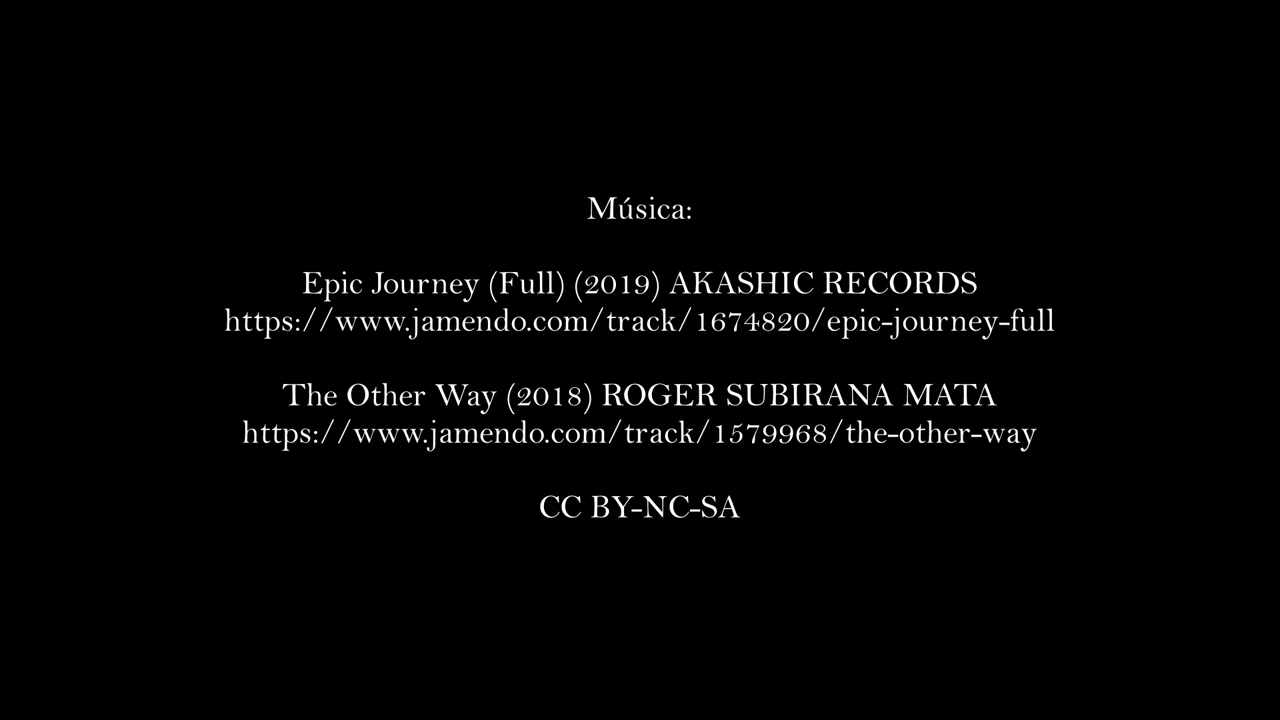 Música:
Epic Journey (Full) (2019) AKASHIC RECORDS
https://www.jamendo.com/track/1674820/epic-journey-full
The Other Way (2018) ROGER SUBIRANA MATA
https://www.jamendo.com/track/1579968/the-other-way
CC BY-NC-SA